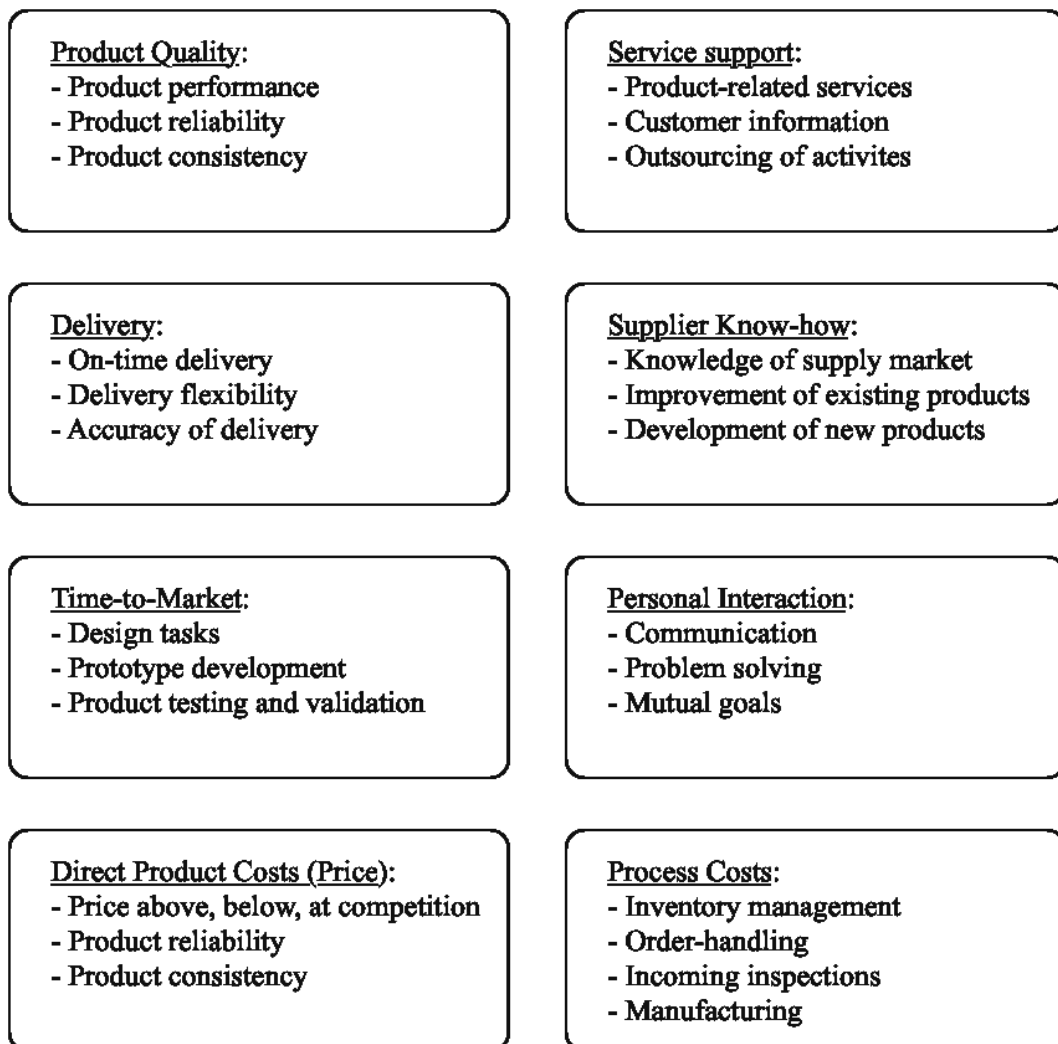 Product Quality:
- Product performance
- Product reliability
- Product consistency
Service support:
- Product-related services
- Customer information
- Outsourcing of activites
Delivery:
- On-time delivery
- Delivery flexibility
- Accuracy of delivery
Supplier Know-how:
- Knowledge of supply market
- Improvement of existing products
- Development of new products
Time-to-Market:
- Design tasks
- Prototype development
- Product testing and validation
Personal Interaction:
- Communication
- Problem solving
- Mutual goals
Direct Product Costs (Price):
- Price above, below, at competition
- Product reliability
- Product consistency
Process Costs:
- Inventory management
- Order-handling
- Incoming inspections
- Manufacturing